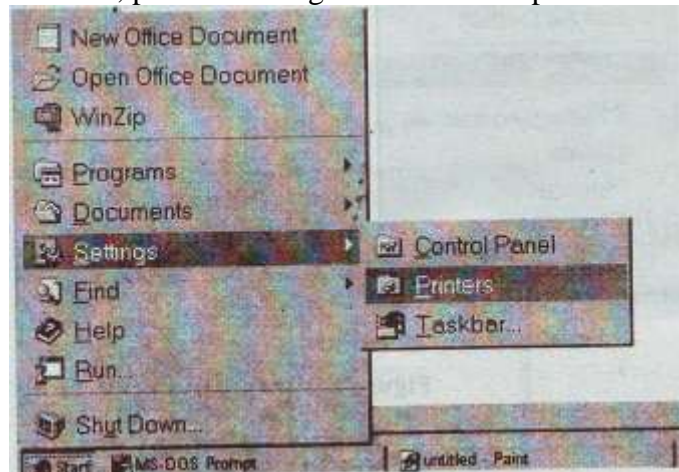 New Office Document
Open Office Document
WinZip
Programs
Documents
Settings
Find
Help
Run...
Shut Down...
Control Panel
Printers
Taskbar...
Start MS-DOS Prompt untitled - Paint